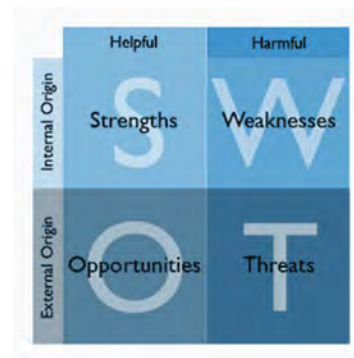 Helpful
Harmful
Internal Origin
S
Strengths
W
Weaknesses
External Origin
O
Opportunities
T
Threats